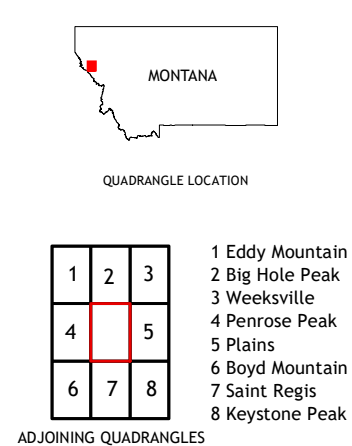 MONTANA
QUADRANGLE LOCATION
1 2 3
4 5
6 7 8
ADJOINING QUADRANGLES
1 Eddy Mountain
2 Big Hole Peak
3 Weeksville
4 Penrose Peak
5 Plains
6 Boyd Mountain
7 Saint Regis
8 Keystone Peak